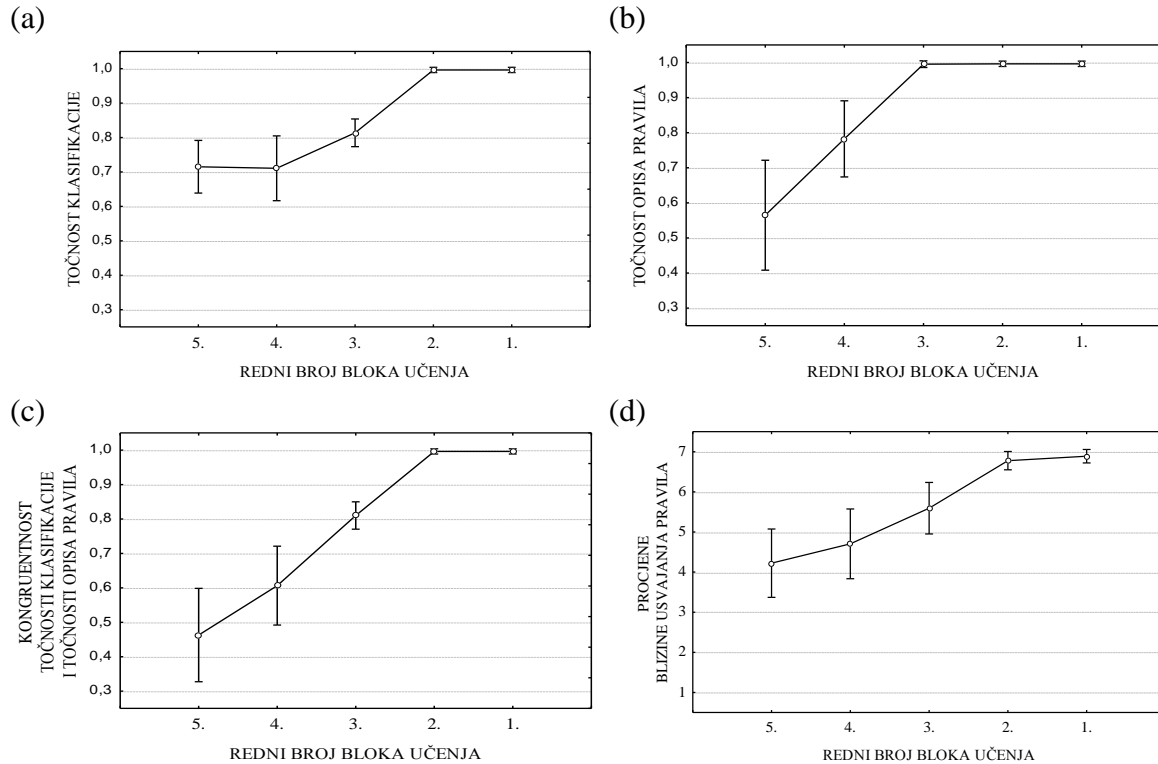 (a)
1,0
0,9
0,8
0,7
0,6
0,5
0,4
0,3
TOČNOST KLASIFIKACIJE
5. 4. 3. 2. 1.
REDNI BROJ BLOKA UČENJA
(b)
1,0
0,9
0,8
0,7
0,6
0,5
0,4
0,3
TOČNOST OPISA PRAVILA
5. 4. 3. 2. 1.
REDNI BROJ BLOKA UČENJA
(c)
1,0
0,9
0,8
0,7
0,6
0,5
0,4
0,3
KONGRUENTNOST
TOČNOSTI KLASIFIKACIJE
I TOČNOSTI OPISA PRAVILA
5. 4. 3. 2. 1.
REDNI BROJ BLOKA UČENJA
(d)
7
6
5
4
3
2
1
PROCJENE
BLIZINE USVAJANJA PRAVILA
5. 4. 3. 2. 1.
REDNI BROJ BLOKA UČENJA